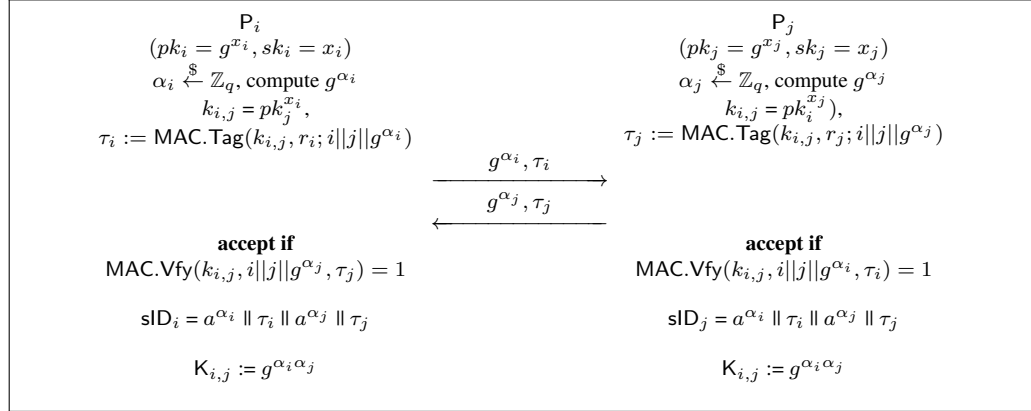 P_i
(pk_i = g^{x_i}, sk_i = x_i)
α_i ←$ ℤ_q, compute g^{α_i}
k_{i,j} = pk_j^{x_i},
τ_i := MAC.Tag(k_{i,j}, r_i; i||j||g^{α_i})
P_j
(pk_j = g^{x_j}, sk_j = x_j)
α_j ←$ ℤ_q, compute g^{α_j}
k_{i,j} = pk_i^{x_j}),
τ_j := MAC.Tag(k_{i,j}, r_j; i||j||g^{α_j})
g^{α_i}, τ_i
g^{α_j}, τ_j
accept if
MAC.Vfy(k_{i,j}, i||j||g^{α_j}, τ_j) = 1
sID_i = a^{α_i} || τ_i || a^{α_j} || τ_j
K_{i,j} := g^{α_i α_j}
accept if
MAC.Vfy(k_{i,j}, i||j||g^{α_i}, τ_i) = 1
sID_j = a^{α_i} || τ_i || a^{α_j} || τ_j
K_{i,j} := g^{α_i α_j}